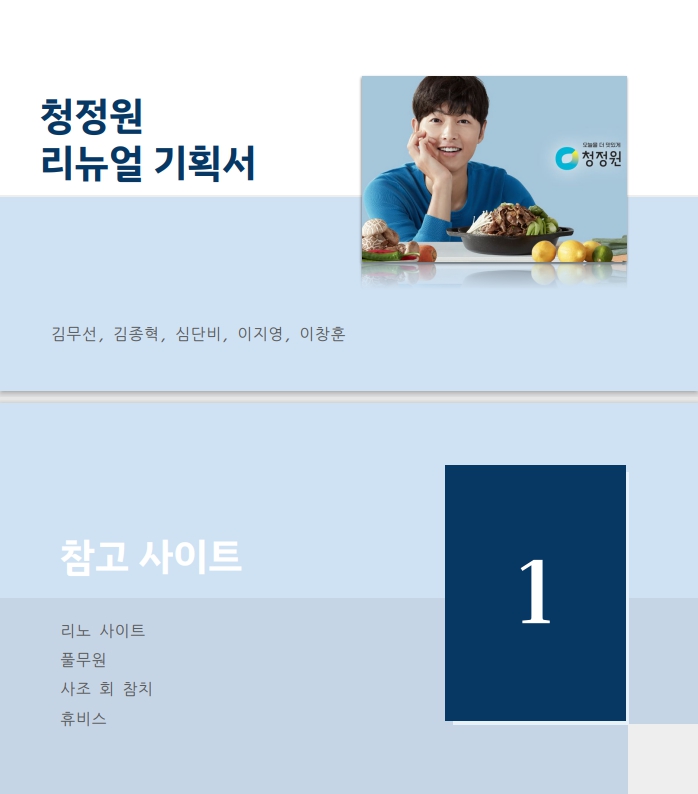 청정원
리뉴얼 기획서
오늘을 더 맛있게
청정원
김무선, 김종혁, 심단비, 이지영, 이창훈
참고 사이트
1
리노 사이트
풀무원
사조 회 참치
휴비스